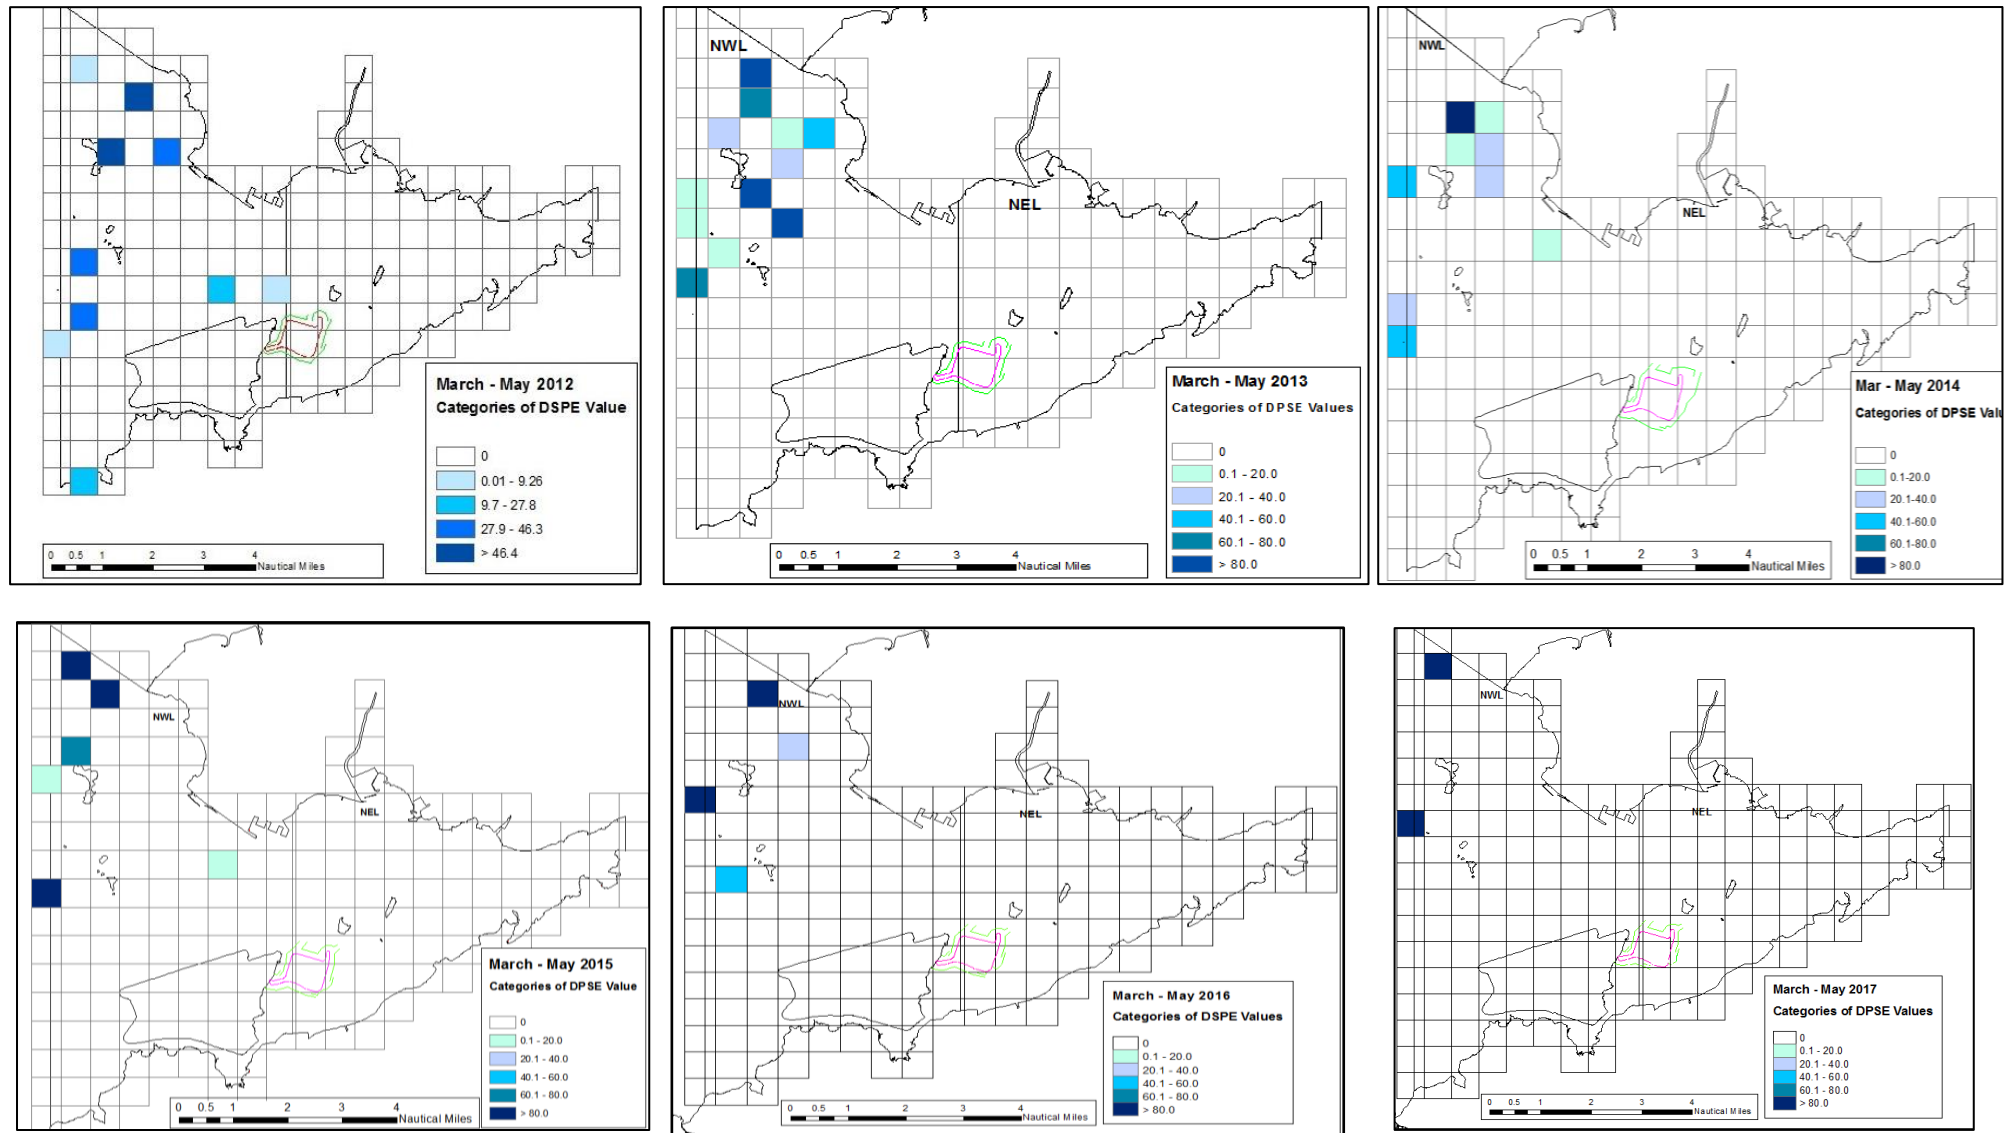 March - May 2012
Categories of DSPE Value
0
0.01 - 9.26
9.7 - 27.8
27.9 - 46.3
> 46.4
0 0.5 1 2 3 4
Nautical Miles
NWL
NEL
March - May 2013
Categories of DPSE Values
0
0.1 - 20.0
20.1 - 40.0
40.1 - 60.0
60.1 - 80.0
> 80.0
0 0.5 1 2 3 4
Nautical Miles
NWL
NEL
Mar - May 2014
Categories of DPSE Valu
0
0.1-20.0
20.1-40.0
40.1-60.0
60.1-80.0
> 80.0
0 0.5 1 2 3 4
Nautical Miles
NWL
NEL
March - May 2015
Categories of DPSE Value
0
0.1 - 20.0
20.1 - 40.0
40.1 - 60.0
60.1 - 80.0
> 80.0
0 0.5 1 2 3 4
Nautical Miles
NWL
NEL
March - May 2016
Categories of DSPE Values
0
0.1 - 20.0
20.1 - 40.0
40.1 - 60.0
60.1 - 80.0
> 80.0
0 0.5 1 2 3 4
Nautical Miles
NWL
NEL
March - May 2017
Categories of DPSE Values
0
0.1 - 20.0
20.1 - 40.0
40.1 - 60.0
60.1 - 80.0
> 80.0
0 0.5 1 2 3 4
Nautical Miles